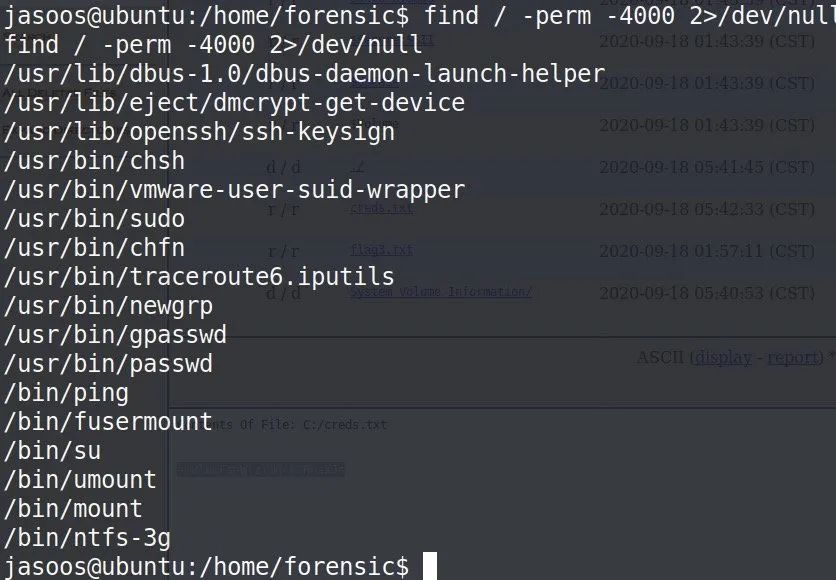 jasoos@ubuntu:/home/forensic$ find / -perm -4000 2>/dev/null
find / -perm -4000 2>/dev/null
/usr/lib/dbus-1.0/dbus-daemon-launch-helper
/usr/lib/eject/dmcrypt-get-device
/usr/lib/openssh/ssh-keysign
/usr/bin/chsh
/usr/bin/vmware-user-suid-wrapper
/usr/bin/sudo
/usr/bin/chfn
/usr/bin/traceroute6.iputils
/usr/bin/newgrp
/usr/bin/gpasswd
/usr/bin/passwd
/bin/ping
/bin/fusermount
/bin/su
/bin/umount
/bin/mount
/bin/ntfs-3g
jasoos@ubuntu:/home/forensic$
2020-09-18 01:43:39 (CST)
2020-09-18 01:43:39 (CST)
2020-09-18 01:43:39 (CST)
d / d ../ 2020-09-18 05:41:45 (CST)
r / r creds.txt 2020-09-18 05:42:33 (CST)
r / r flag3.rxt 2020-09-18 01:57:11 (CST)
d / d System Volume Information/ 2020-09-18 05:40:53 (CST)
ASCII (display - report) *
Of File: C:/creds.txt